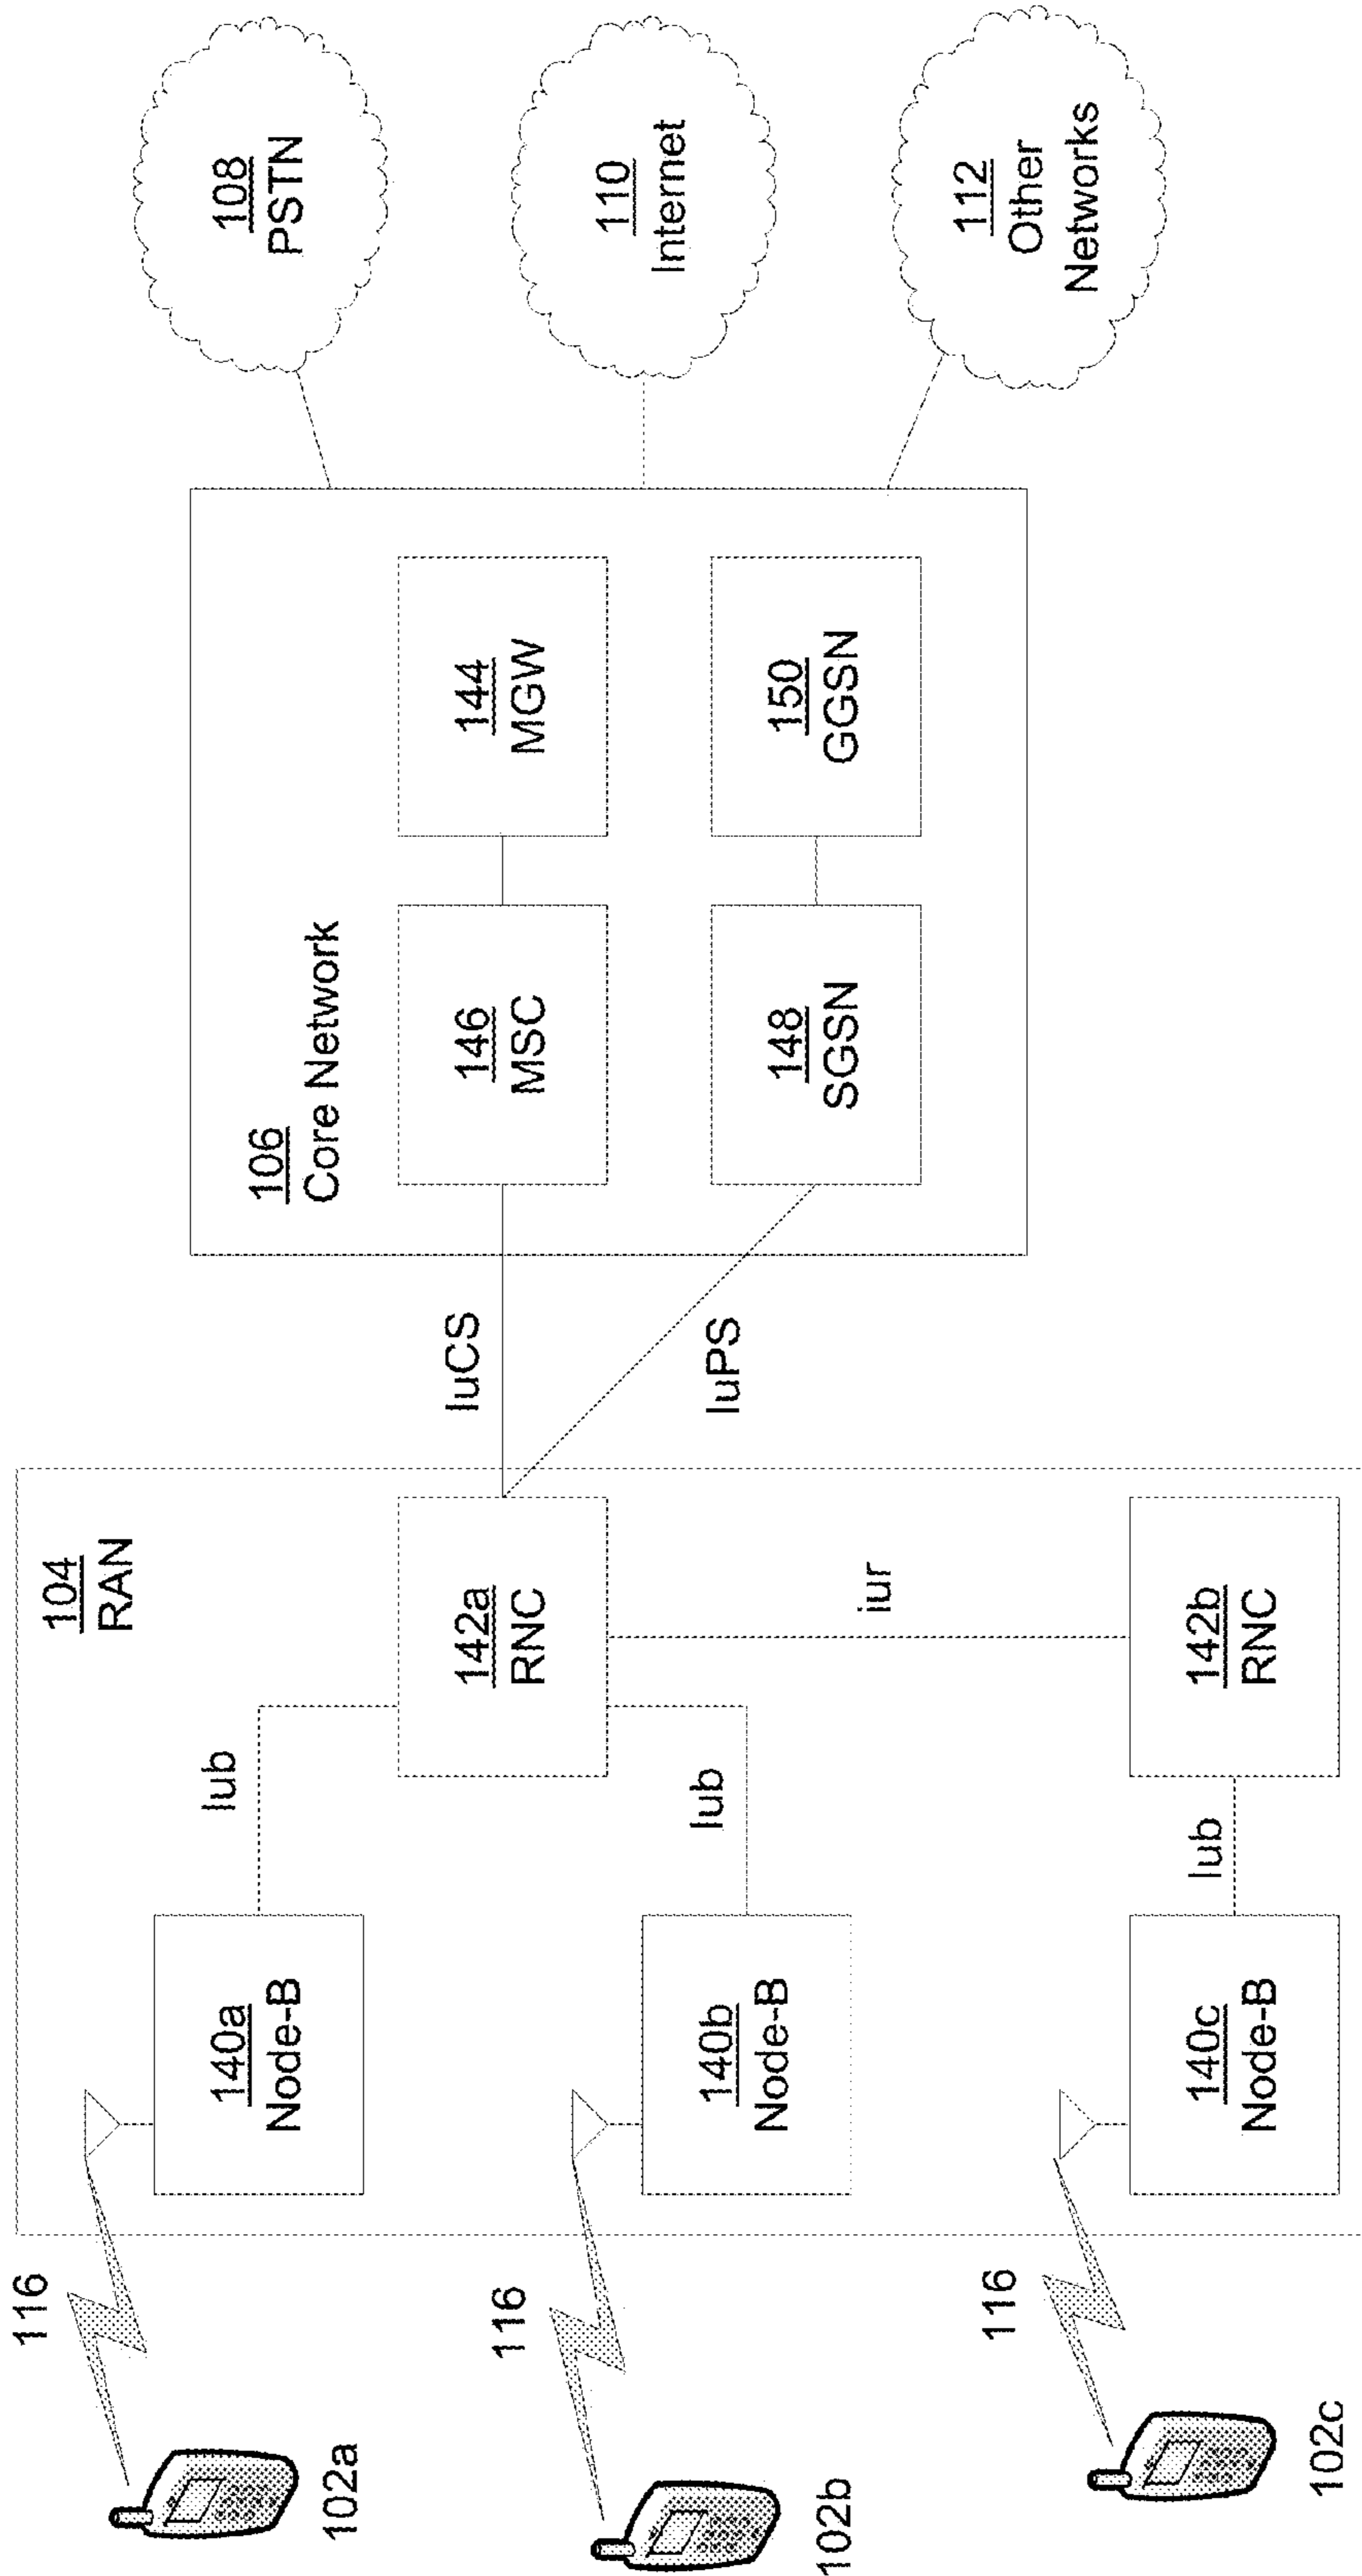 104
RAN
106
Core Network
108
PSTN
110
Internet
112
Other
Networks
116
102a
140a
Node-B
Iub
142a
RNC
IuCS
146
MSC
144
MGW
116
102b
140b
Node-B
Iub
IuPS
148
SGSN
150
GGSN
iur
116
102c
140c
Node-B
Iub
142b
RNC